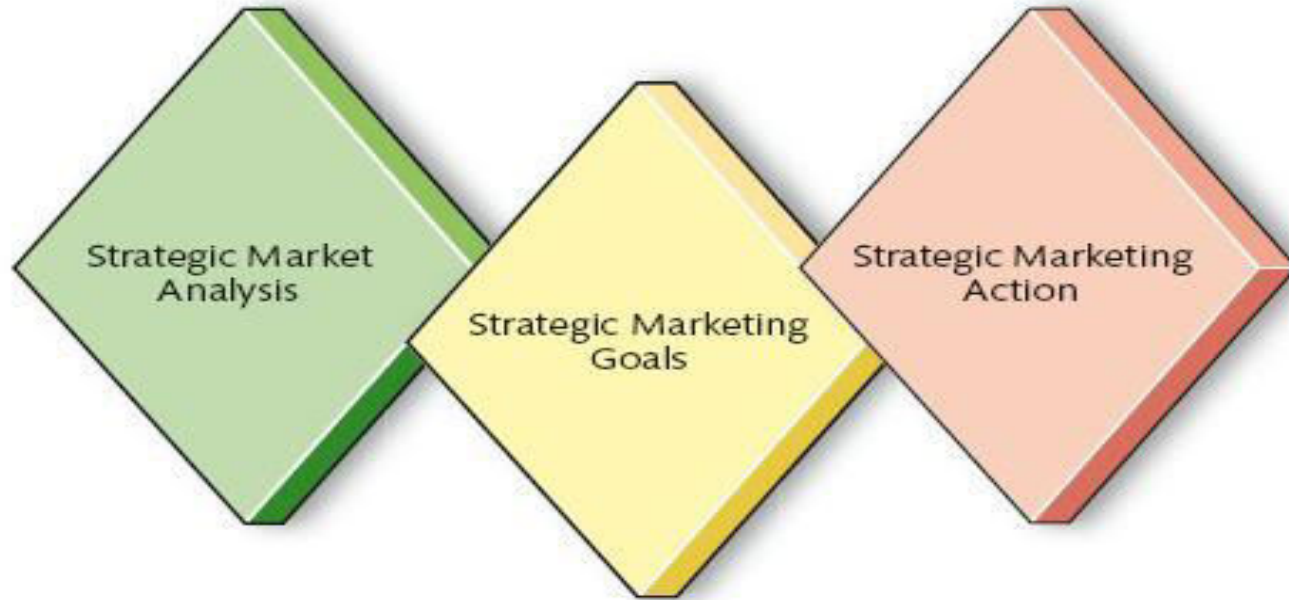 Strategic Market
Analysis
Strategic Marketing
Goals
Strategic Marketing
Action